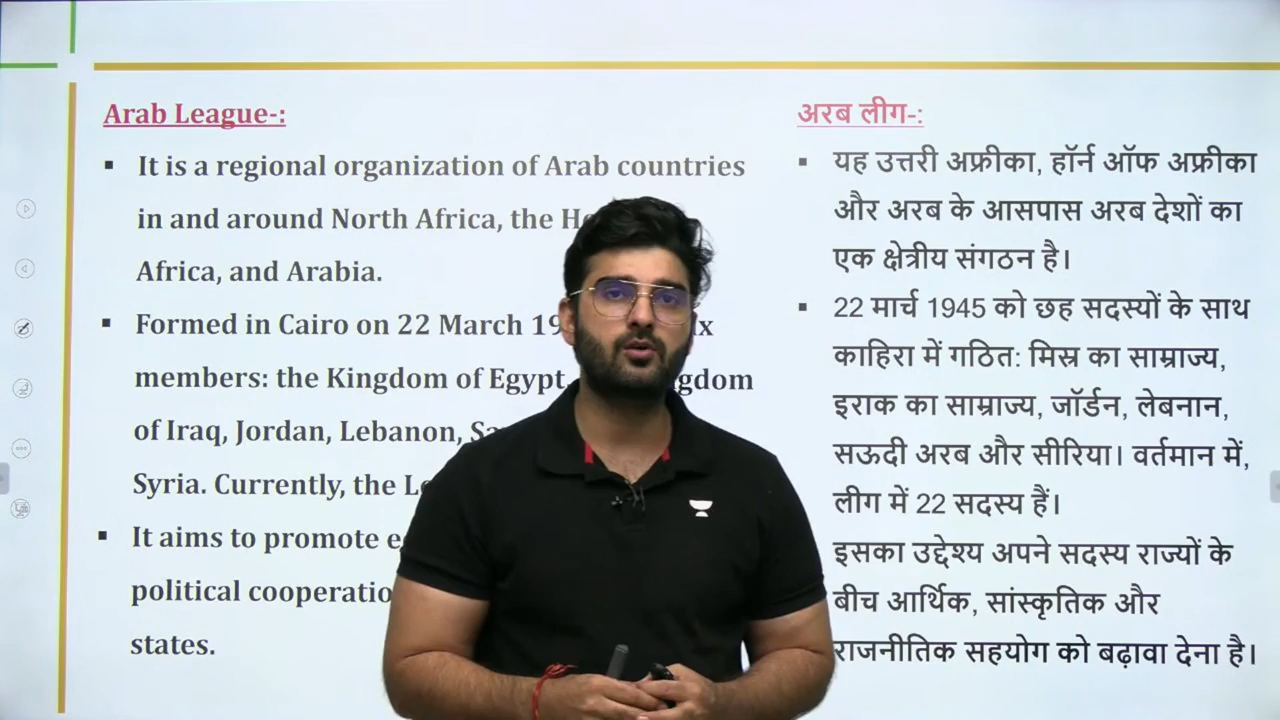 Arab League-:
It is a regional organization of Arab countries
in and around North Africa, the
Africa, and Arabia.
Formed in Cairo on 22 March
members: the Kingdom of Egypt
of Iraq, Jordan, Lebanon,
Syria. Currently, the
It aims to promote
political
states.
अरब लीग-:
यह उत्तरी अफ्रीका, हॉर्न ऑफ अफ्रीका
और अरब के आसपास अरब देशों का
एक क्षेत्रीय संगठन है।
22 मार्च 1945 को छह सदस्यों के साथ
काहिरा में गठित: मिस्र का साम्राज्य,
इराक का साम्राज्य, जॉर्डन, लेबनान,
सऊदी अरब और सीरिया। वर्तमान में,
लीग में 22 सदस्य हैं।
इसका उद्देश्य अपने सदस्य राज्यों के
बीच आर्थिक, सांस्कृतिक और
राजनीतिक सहयोग को बढ़ावा देना है।